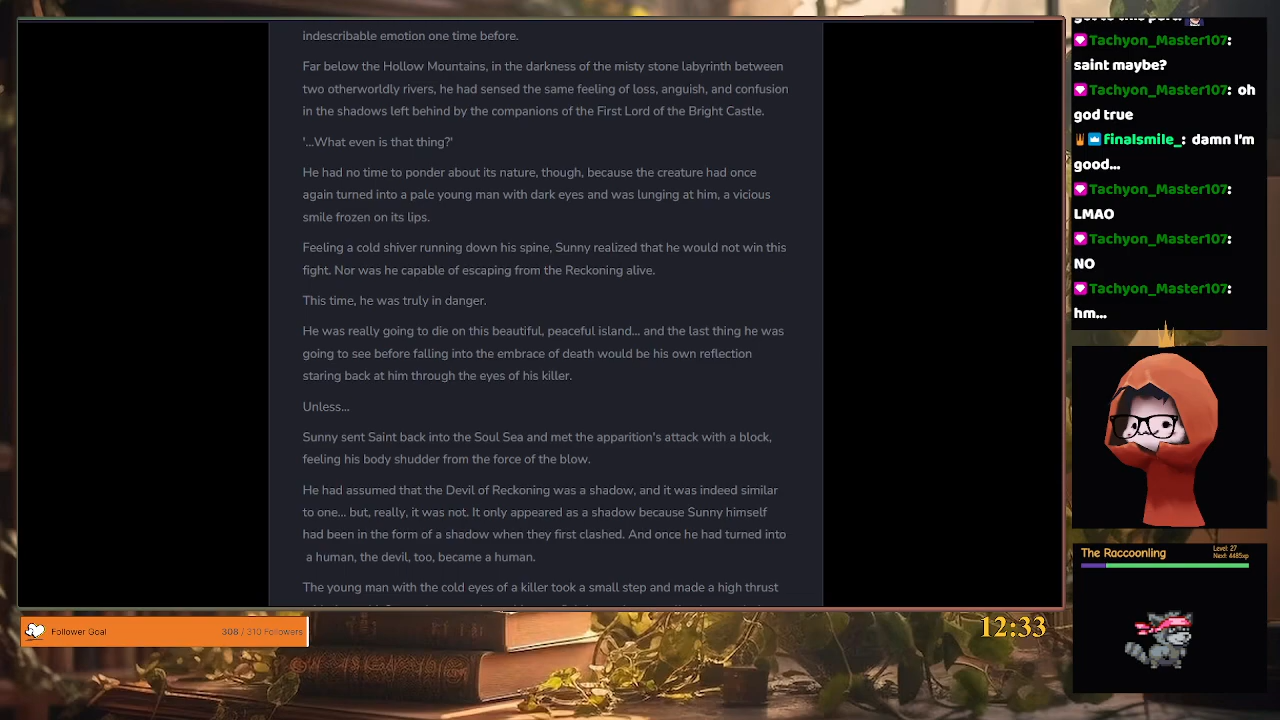 indescribable emotion one time before.
Far below the Hollow Mountains, in the darkness of the misty stone labyrinth between
two otherworldly rivers, he had sensed the same feeling of loss, anguish, and confusion
in the shadows left behind by the companions of the First Lord of the Bright Castle.
'...What even is that thing?'
He had no time to ponder about its nature, though, because the creature had once
again turned into a pale young man with dark eyes and was lunging at him, a vicious
smile frozen on its lips.
Feeling a cold shiver running down his spine, Sunny realized that he would not win this
fight. Nor was he capable of escaping from the Reckoning alive.
This time, he was truly in danger.
He was really going to die on this beautiful, peaceful island... and the last thing he was
going to see before falling into the embrace of death would be his own reflection
staring back at him through the eyes of his killer.
Unless...
Sunny sent Saint back into the Soul Sea and met the apparition's attack with a block,
feeling his body shudder from the force of the blow.
He had assumed that the Devil of Reckoning was a shadow, and it was indeed similar
to one... but, really, it was not. It only appeared as a shadow because Sunny himself
had been in the form of a shadow when they first clashed. And once he had turned into
a human, the devil, too, became a human.
The young man with the cold eyes of a killer took a small step and made a high thrust
Tachyon_Master107:
saint maybe?
Tachyon_Master107: oh
god true
finalsmile_: damn I'm
good...
Tachyon_Master107:
LMAO
Tachyon_Master107:
NO
Tachyon_Master107:
hm...
The Raccoonling
Level: 27
Next: 4485xp
Follower Goal
308 / 310 Followers
12:33